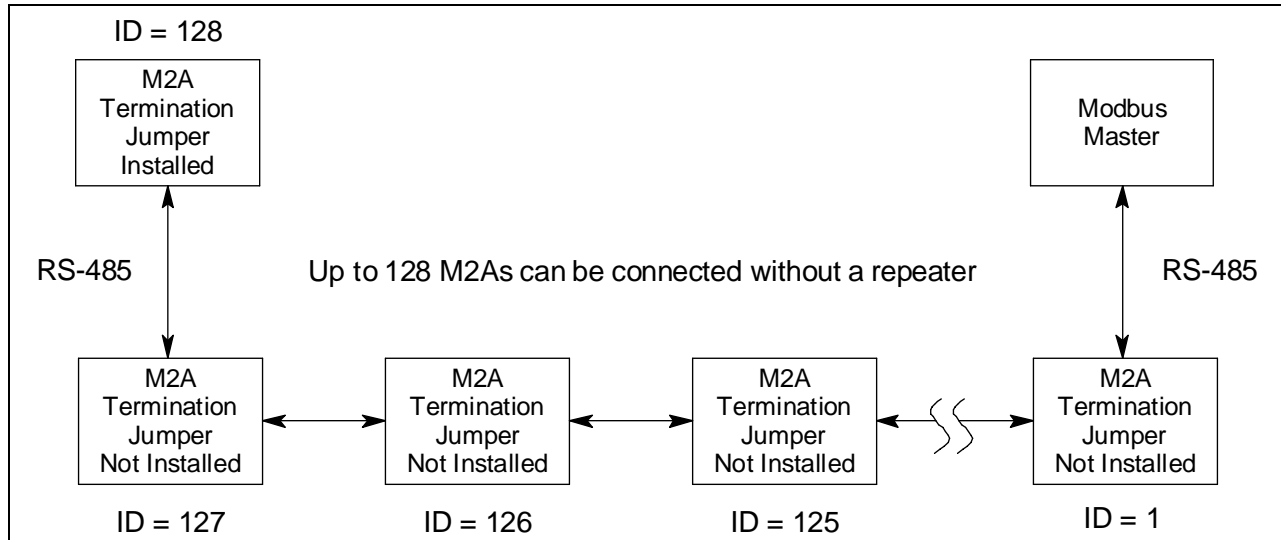 ID = 128
M2A
Termination
Jumper
Installed
Modbus
Master
RS-485
Up to 128 M2As can be connected without a repeater
RS-485
M2A
Termination
Jumper
Not Installed
M2A
Termination
Jumper
Not Installed
M2A
Termination
Jumper
Not Installed
M2A
Termination
Jumper
Not Installed
ID = 127
ID = 126
ID = 125
ID = 1